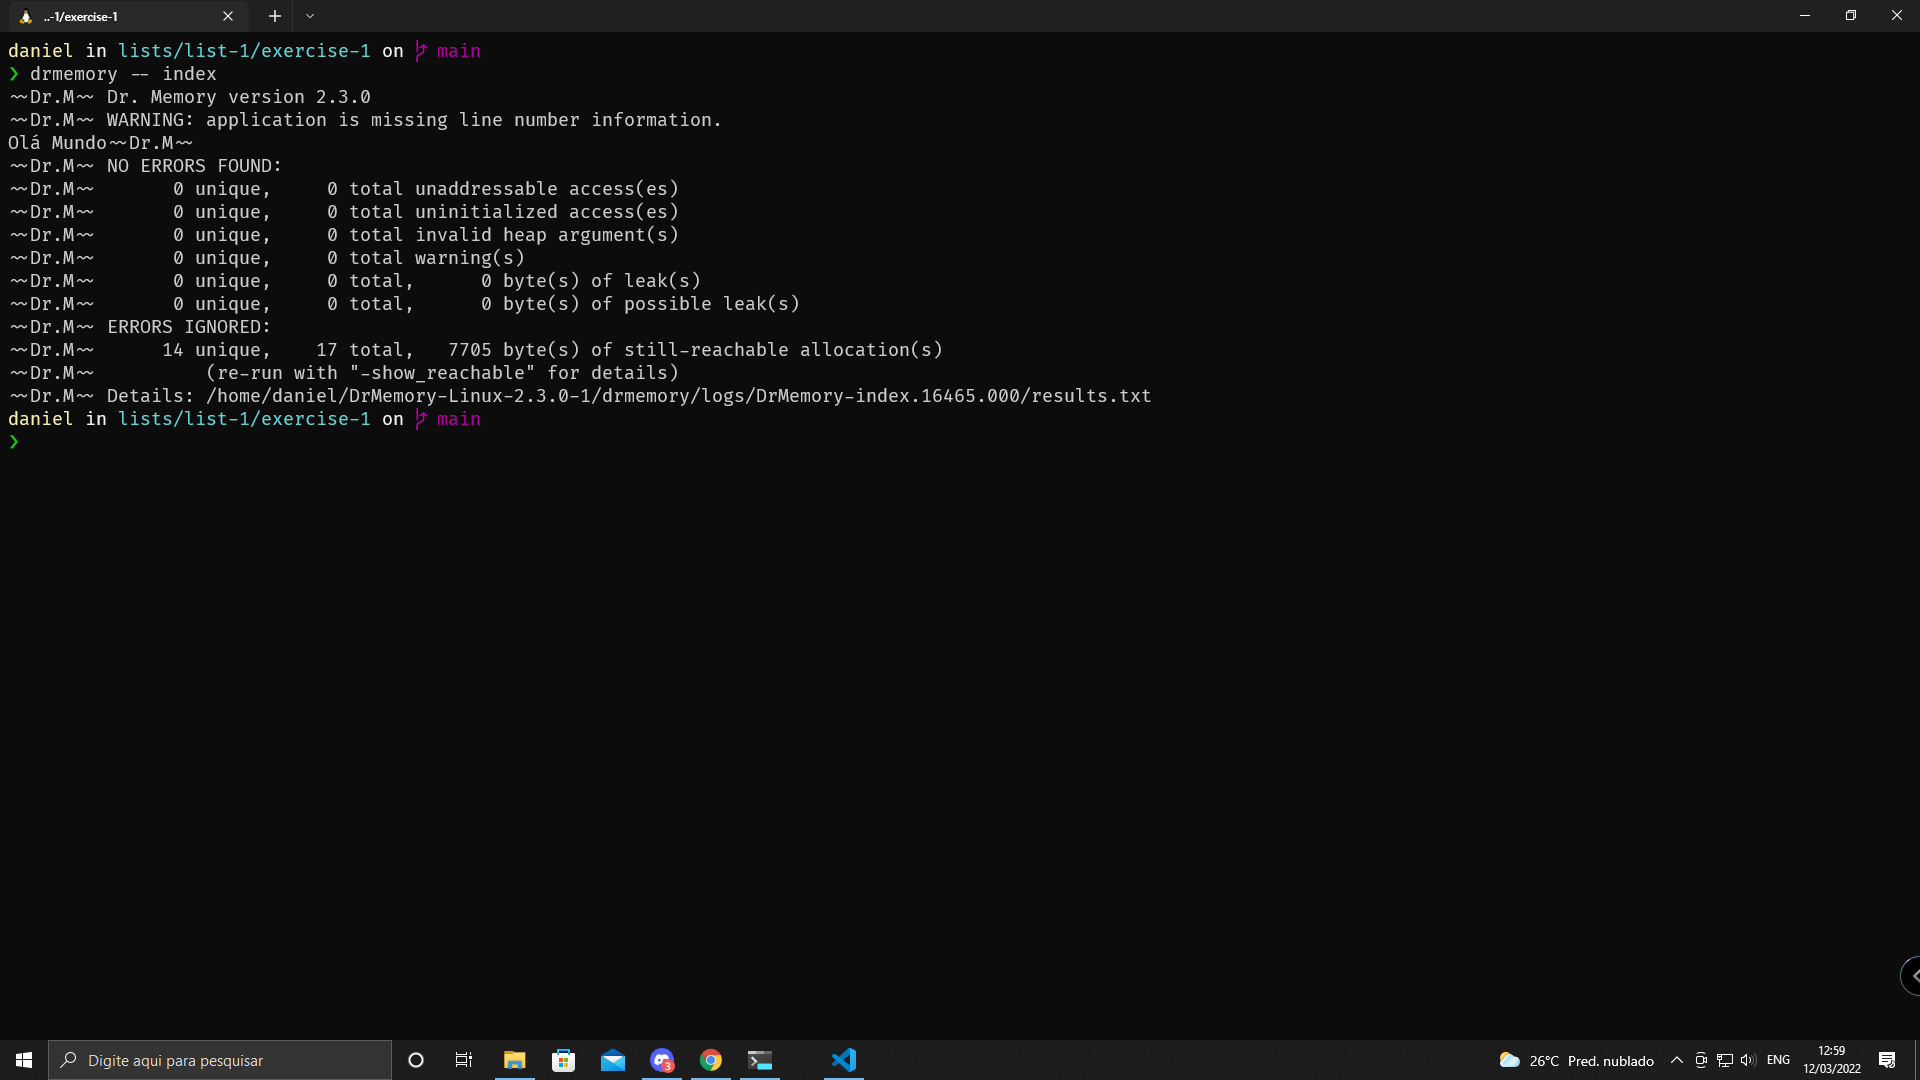 ..-1/exercise-1
daniel in lists/list-1/exercise-1 on main
❯ drmemory -- index
~~Dr.M~~ Dr. Memory version 2.3.0
~~Dr.M~~ WARNING: application is missing line number information.
Olá Mundo~~Dr.M~~
~~Dr.M~~ NO ERRORS FOUND:
~~Dr.M~~       0 unique,     0 total unaddressable access(es)
~~Dr.M~~       0 unique,     0 total uninitialized access(es)
~~Dr.M~~       0 unique,     0 total invalid heap argument(s)
~~Dr.M~~       0 unique,     0 total warning(s)
~~Dr.M~~       0 unique,     0 total,      0 byte(s) of leak(s)
~~Dr.M~~       0 unique,     0 total,      0 byte(s) of possible leak(s)
~~Dr.M~~ ERRORS IGNORED:
~~Dr.M~~      14 unique,    17 total,   7705 byte(s) of still-reachable allocation(s)
~~Dr.M~~          (re-run with "-show_reachable" for details)
~~Dr.M~~ Details: /home/daniel/DrMemory-Linux-2.3.0-1/drmemory/logs/DrMemory-index.16465.000/results.txt
daniel in lists/list-1/exercise-1 on main
❯
Digite aqui para pesquisar
3
26°C Pred. nublado
ENG
12:59
12/03/2022